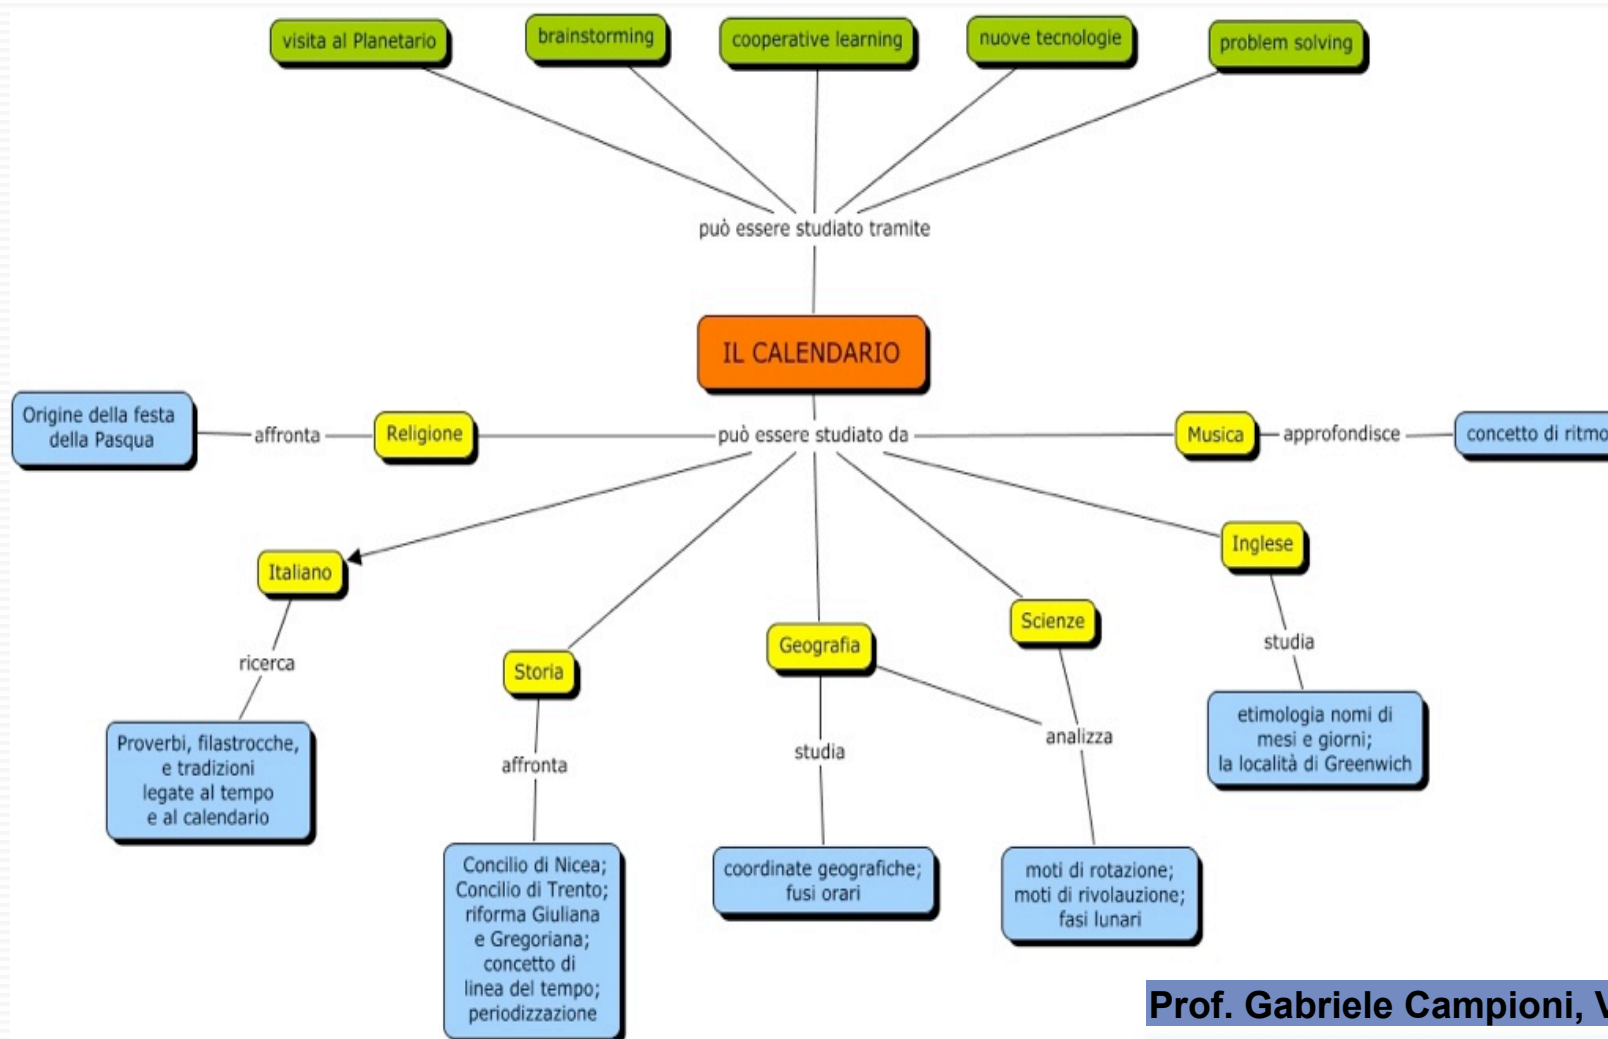 visita al Planetario
brainstorming
cooperative learning
nuove tecnologie
problem solving
può essere studiato tramite
IL CALENDARIO
Origine della festa
della Pasqua
affronta
Religione
può essere studiato da
Musica
approfondisce
concetto di ritmo
Italiano
ricerca
Proverbi, filastrocche,
e tradizioni
legate al tempo
e al calendario
Storia
affronta
Concilio di Nicea;
Concilio di Trento;
riforma Giuliana
e Gregoriana;
concetto di
linea del tempo;
periodizzazione
Geografia
studia
coordinate geografiche;
fusi orari
Scienze
analizza
moti di rotazione;
moti di rivolauzione;
fasi lunari
Inglese
studia
etimologia nomi di
mesi e giorni;
la località di Greenwich
Prof. Gabriele Campioni, V